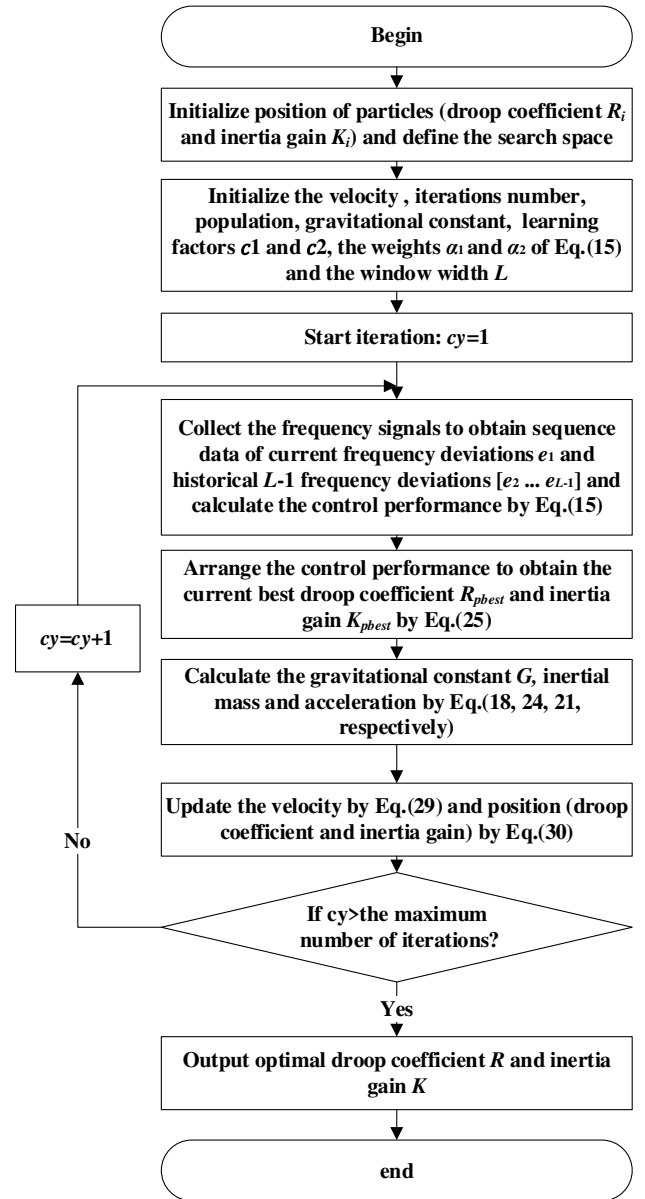 Begin
Initialize position of particles (droop coefficient Ri
and inertia gain Ki) and define the search space
Initialize the velocity , iterations number,
population, gravitational constant, learning
factors c1 and c2, the weights α1 and α2 of Eq.(15)
and the window width L
Start iteration: cy=1
Collect the frequency signals to obtain sequence
data of current frequency deviations e1 and
historical L-1 frequency deviations [e2 ... eL-1] and
calculate the control performance by Eq.(15)
Arrange the control performance to obtain the
current best droop coefficient Rpbest and inertia
gain Kpbest by Eq.(25)
cy=cy+1
Calculate the gravitational constant G, inertial
mass and acceleration by Eq.(18, 24, 21,
respectively)
Update the velocity by Eq.(29) and position (droop
coefficient and inertia gain) by Eq.(30)
No
If cy>the maximum
number of iterations?
Yes
Output optimal droop coefficient R and inertia
gain K
end